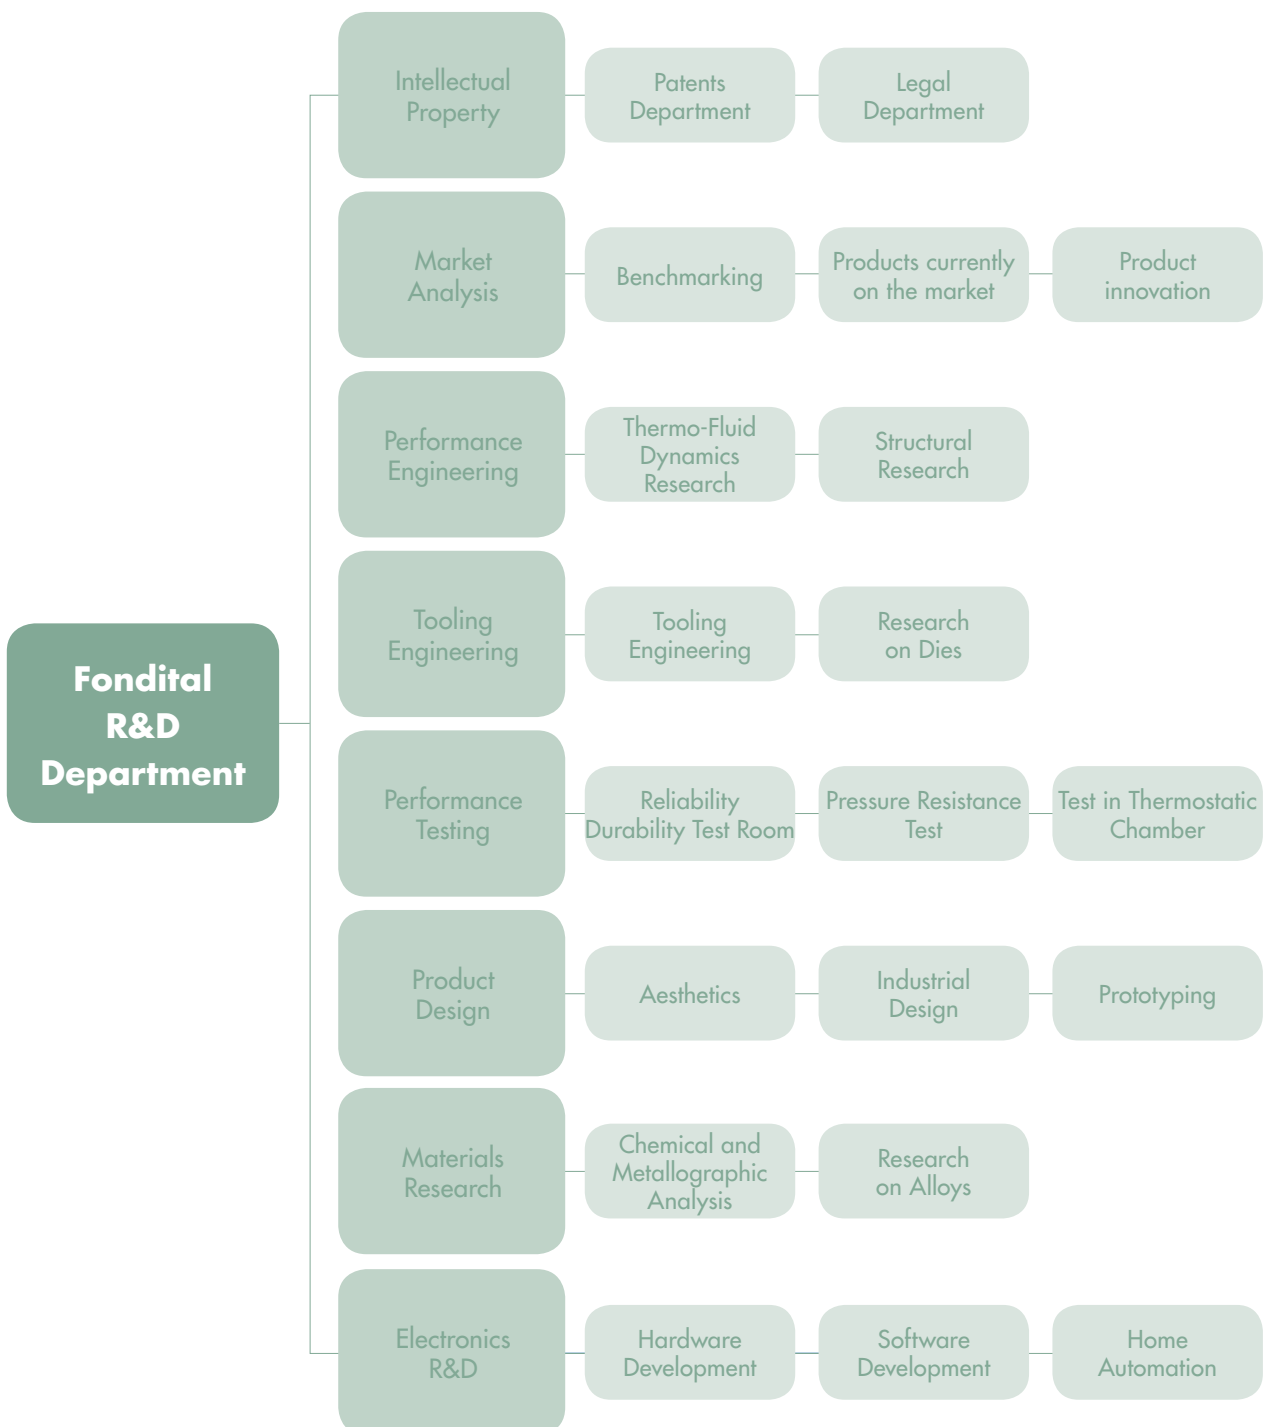 Intellectual
Property
Patents
Department
Legal
Department
Market
Analysis
Benchmarking
Products currently
on the market
Product
innovation
Performance
Engineering
Thermo-Fluid
Dynamics
Research
Structural
Research
Tooling
Engineering
Tooling
Engineering
Research
on Dies
Fondital
R&D
Department
Performance
Testing
Reliability
Durability Test Room
Pressure Resistance
Test
Test in Thermostatic
Chamber
Product
Design
Aesthetics
Industrial
Design
Prototyping
Materials
Research
Chemical and
Metallographic
Analysis
Research
on Alloys
Electronics
R&D
Hardware
Development
Software
Development
Home
Automation